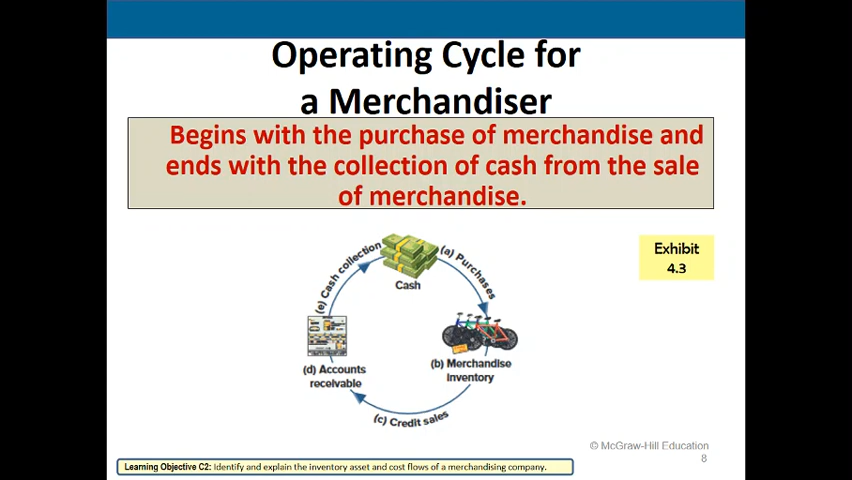 Operating Cycle for
a Merchandiser
Begins with the purchase of merchandise and
ends with the collection of cash from the sale
of merchandise.
Exhibit
4.3
(e) Cash collection
(a) Purchases
Cash
(b) Merchandise
inventory
(d) Accounts
receivable
(c) Credit sales
© McGraw-Hill Education
8
Learning Objective C2: Identify and explain the inventory asset and cost flows of a merchandising company.